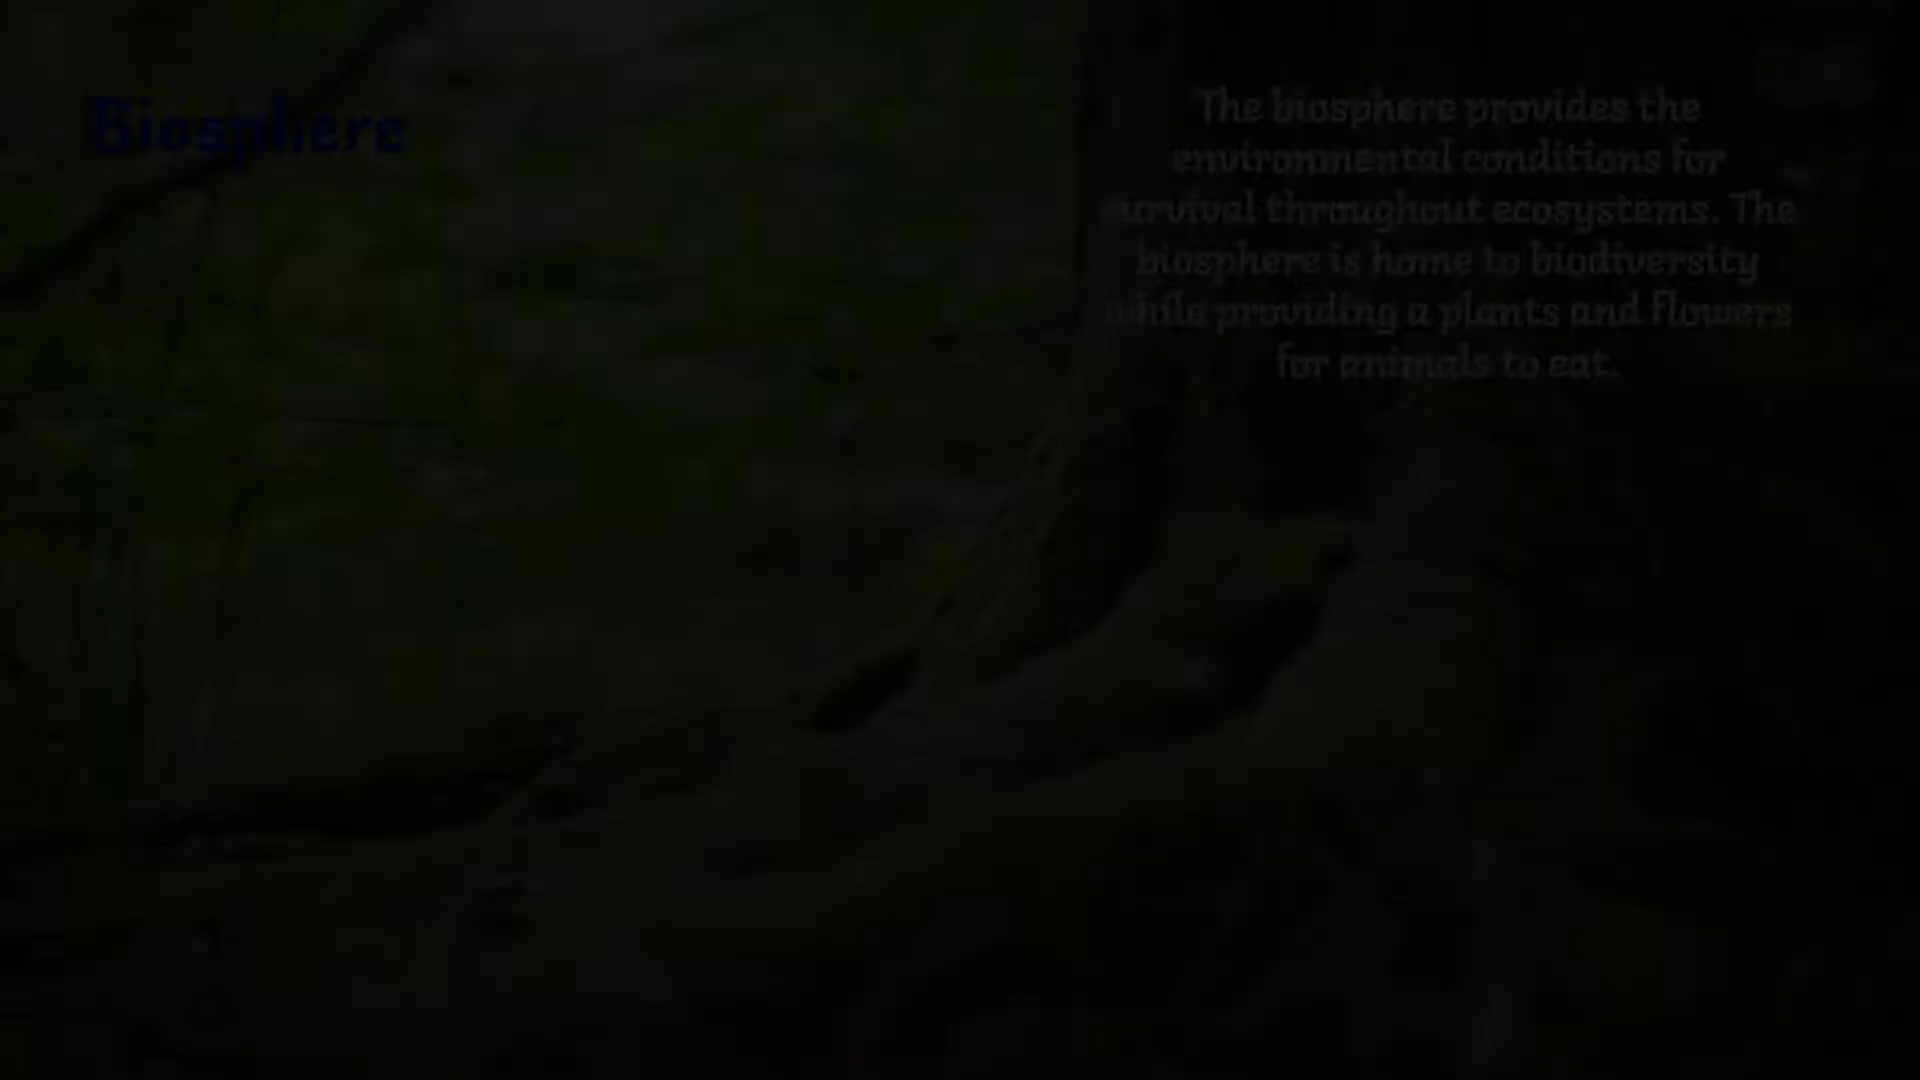 Biosphere
The biosphere provides the
environmental conditions for
survival throughout ecosystems. The
biosphere is home to biodiversity
while providing a plants and flowers
for animals to eat.